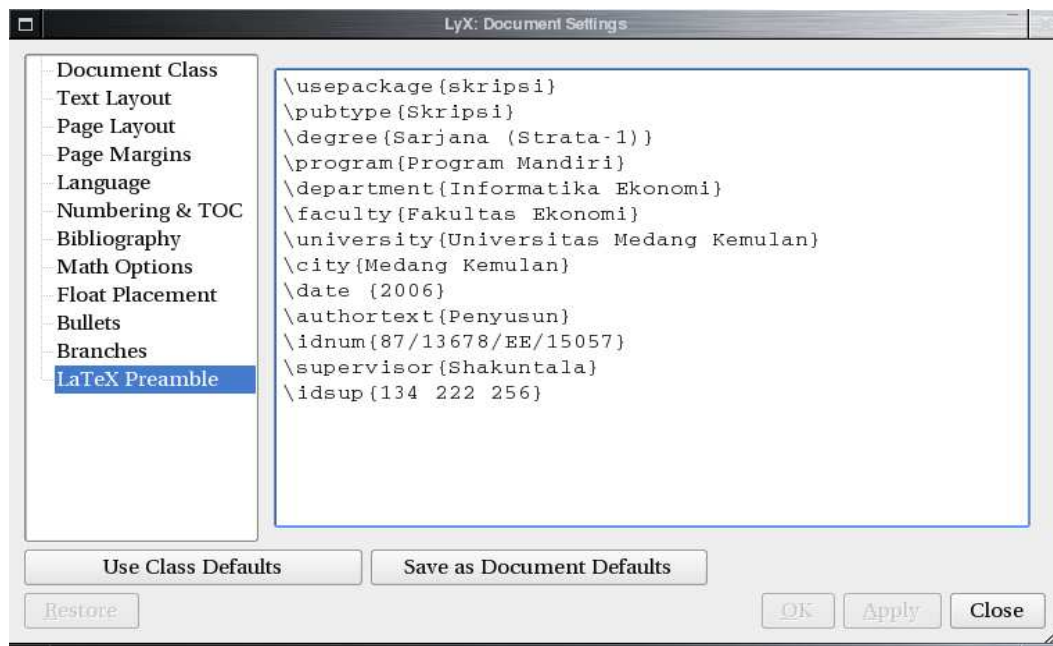 LyX: Document Settings
Document Class
Text Layout
Page Layout
Page Margins
Language
Numbering & TOC
Bibliography
Math Options
Float Placement
Bullets
Branches
LaTeX Preamble
\usepackage{skripsi}
\pubtype{Skripsi}
\degree{Sarjana (Strata-1)}
\program{Program Mandiri}
\department{Informatika Ekonomi}
\faculty{Fakultas Ekonomi}
\university{Universitas Medang Kemulan}
\city{Medang Kemulan}
\date {2006}
\authortext{Penyusun}
\idnum{87/13678/EE/15057}
\supervisor{Shakuntala}
\idsup{134 222 256}
Use Class Defaults
Save as Document Defaults
Restore
OK
Apply
Close